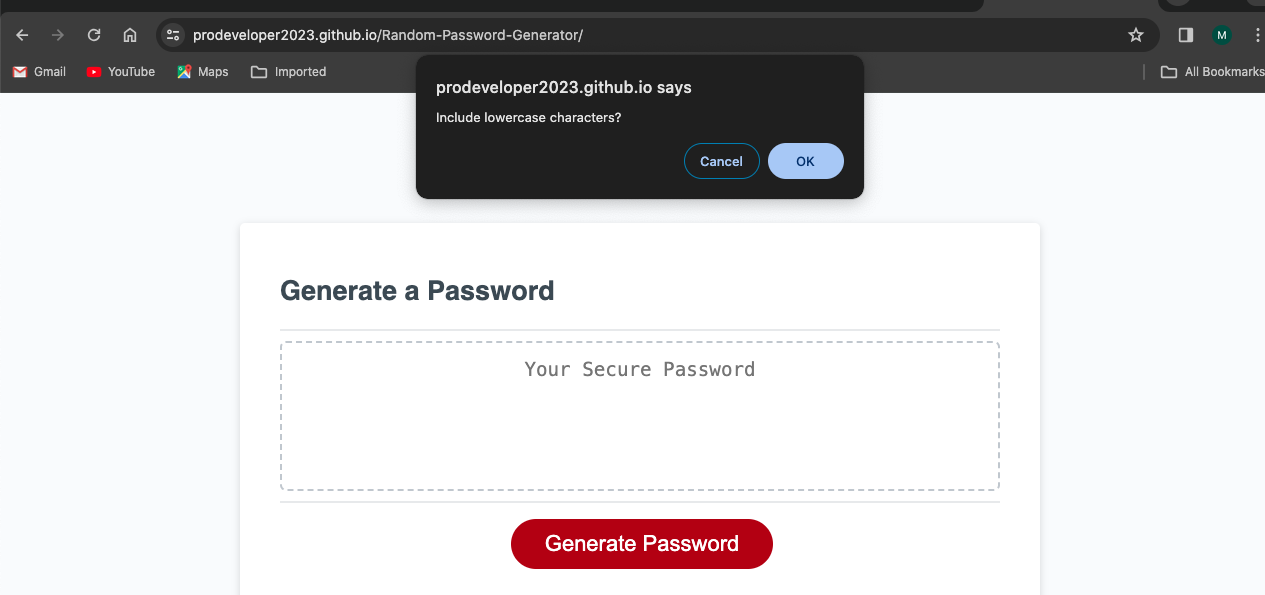 prodeveloper2023.github.io/Random-Password-Generator/
M
Gmail
YouTube
Maps
Imported
All Bookmarks
prodeveloper2023.github.io says
Include lowercase characters?
Cancel
OK
Generate a Password
Your Secure Password
Generate Password